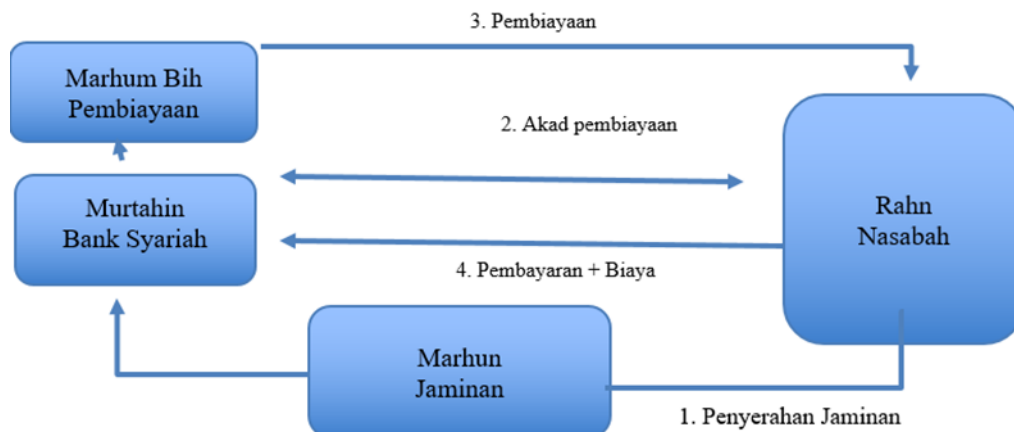 3. Pembiayaan
Marhum Bih
Pembiayaan
2. Akad pembiayaan
Murtahin
Bank Syariah
Rahn
Nasabah
4. Pembayaran + Biaya
Marhun
Jaminan
1. Penyerahan Jaminan